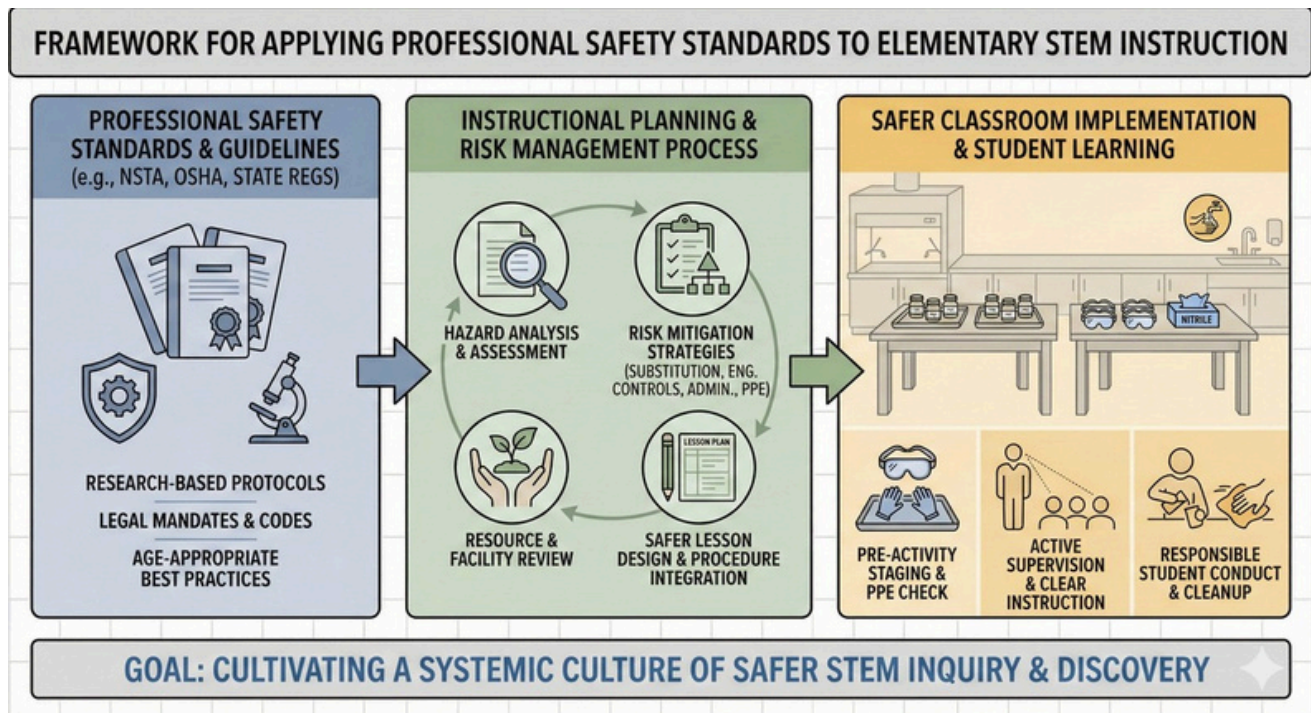 FRAMEWORK FOR APPLYING PROFESSIONAL SAFETY STANDARDS TO ELEMENTARY STEM INSTRUCTION
PROFESSIONAL SAFETY
STANDARDS & GUIDELINES
(e.g., NSTA, OSHA, STATE REGS)
RESEARCH-BASED PROTOCOLS
LEGAL MANDATES & CODES
AGE-APPROPRIATE
BEST PRACTICES
INSTRUCTIONAL PLANNING &
RISK MANAGEMENT PROCESS
HAZARD ANALYSIS
& ASSESSMENT
RISK MITIGATION
STRATEGIES
(SUBSTITUTION, ENG.
CONTROLS, ADMIN., PPE)
LESSON PLAN
RESOURCE &
FACILITY REVIEW
SAFER LESSON
DESIGN & PROCEDURE
INTEGRATION
SAFER CLASSROOM IMPLEMENTATION
& STUDENT LEARNING
NITRILE
PRE-ACTIVITY
STAGING &
PPE CHECK
ACTIVE
SUPERVISION
& CLEAR
INSTRUCTION
RESPONSIBLE
STUDENT CONDUCT
& CLEANUP
GOAL: CULTIVATING A SYSTEMIC CULTURE OF SAFER STEM INQUIRY & DISCOVERY